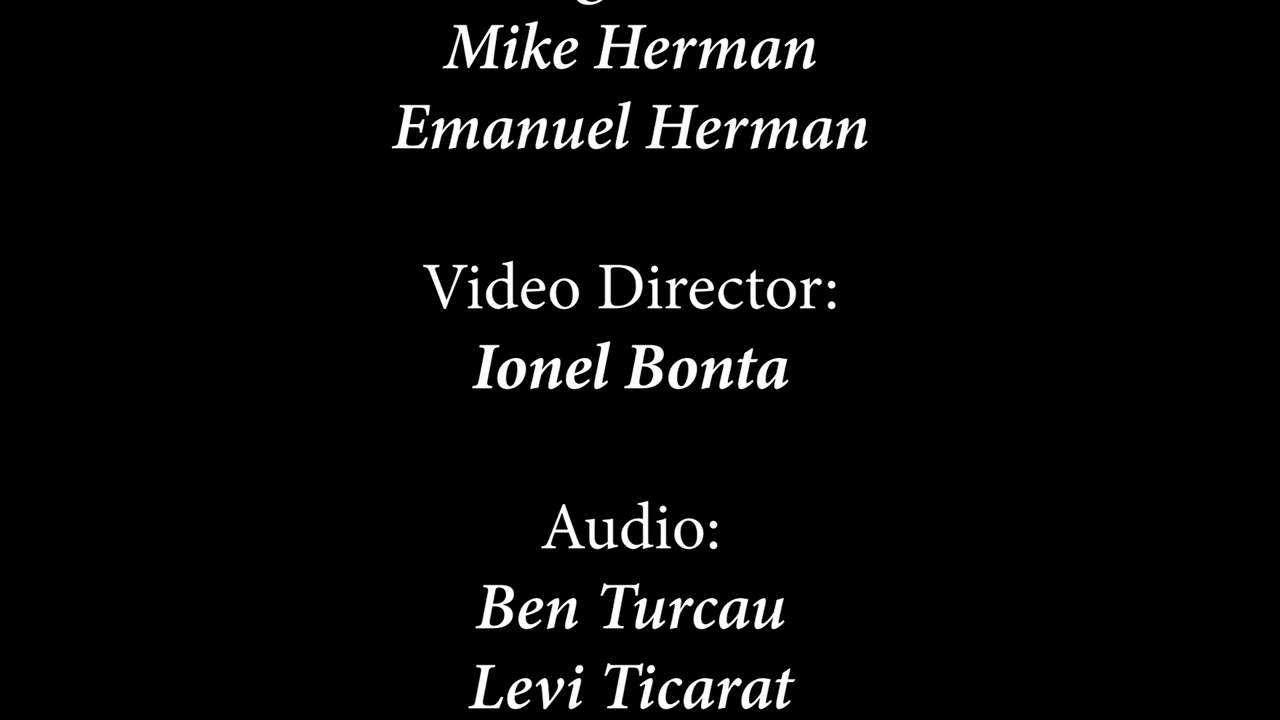 Mike Herman
Emanuel Herman
Video Director:
Ionel Bonta
Audio:
Ben Turcau
Levi Ticarat